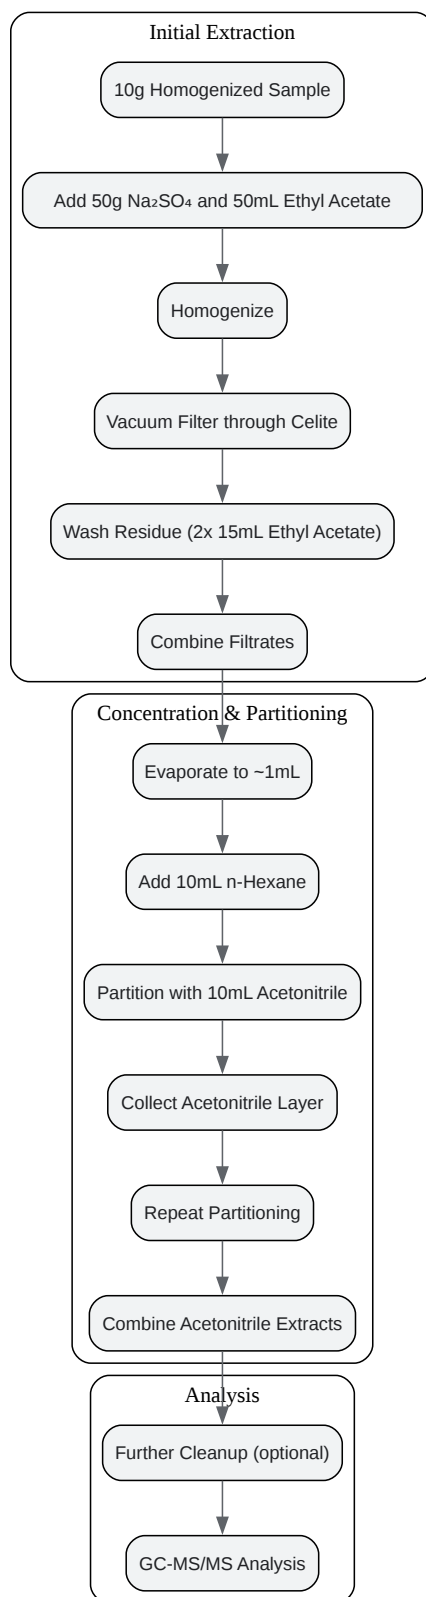 Initial Extraction
10g Homogenized Sample
Add 50g Na₂SO₄ and 50mL Ethyl Acetate
Homogenize
Vacuum Filter through Celite
Wash Residue (2x 15mL Ethyl Acetate)
Combine Filtrates
Concentration & Partitioning
Evaporate to ~1mL
Add 10mL n-Hexane
Partition with 10mL Acetonitrile
Collect Acetonitrile Layer
Repeat Partitioning
Combine Acetonitrile Extracts
Analysis
Further Cleanup (optional)
GC-MS/MS Analysis